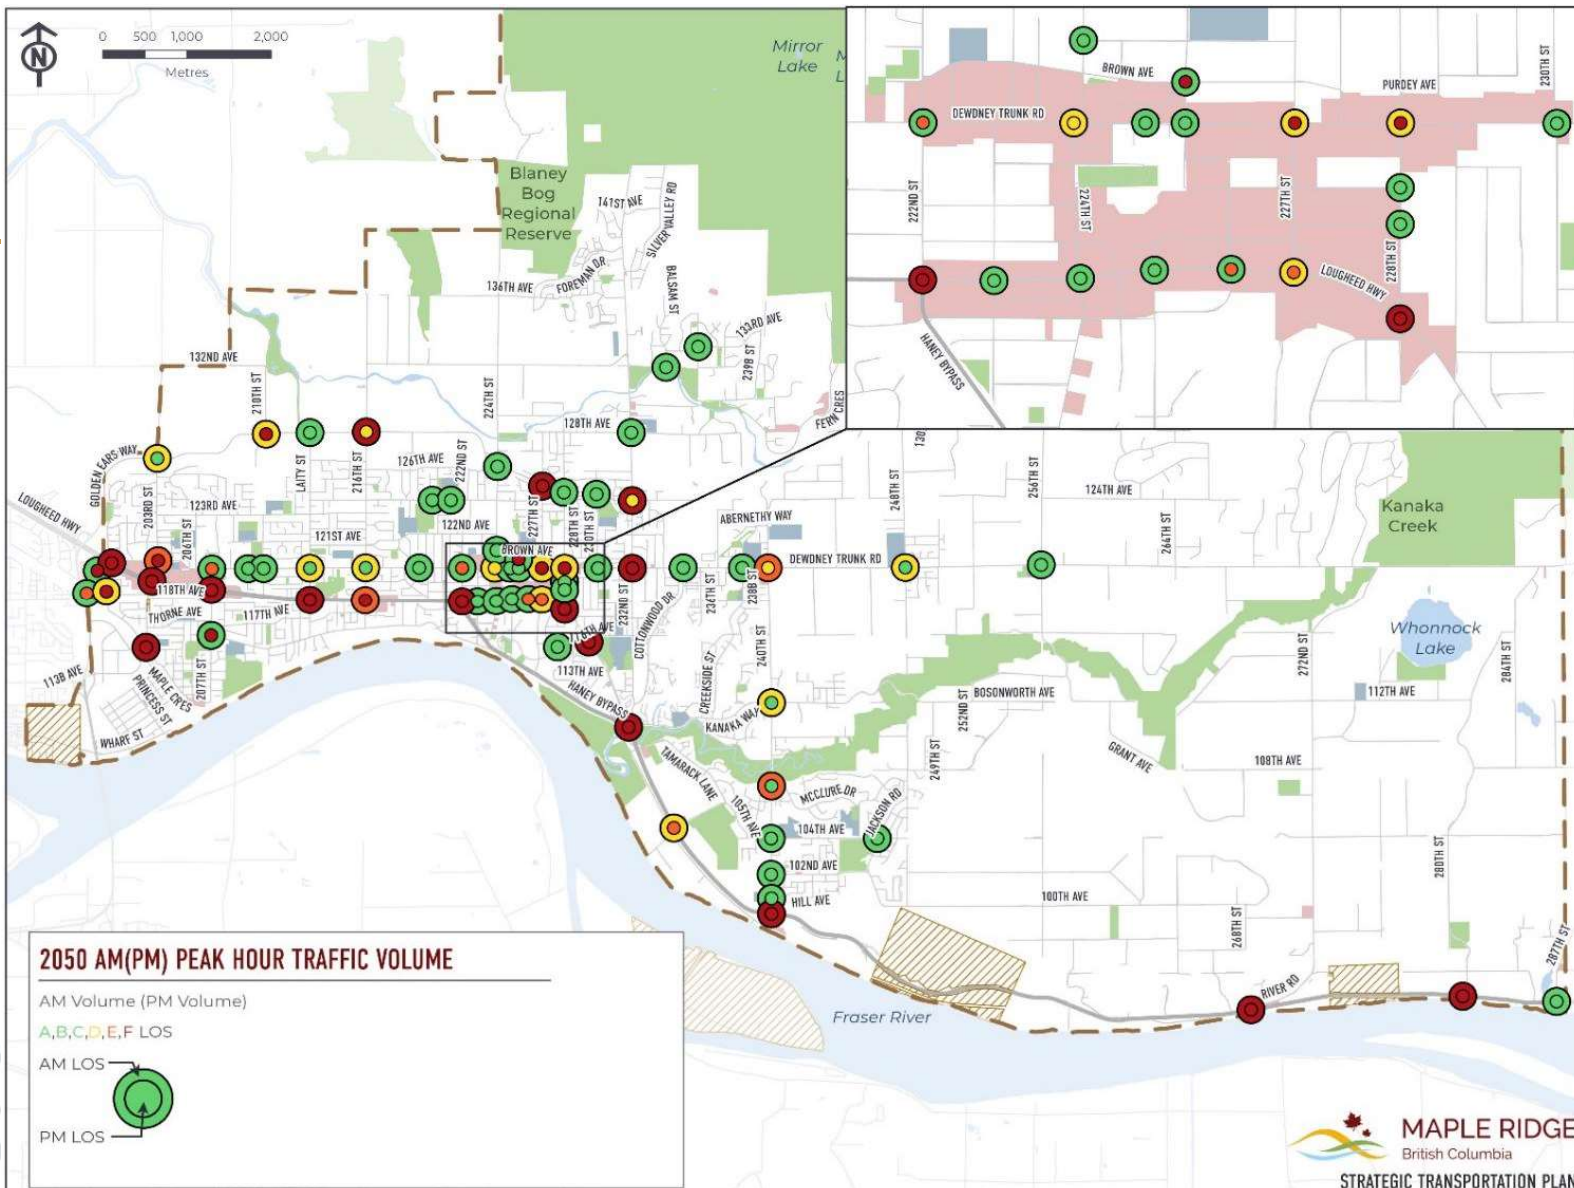 0 500 1,000 2,000
Metres
N
Mirror
Lake
Blaney
Bog
Regional
Reserve
141ST AVE
SILVER VALLEY RD
FOREMAN DR
136TH AVE
BALSAM ST
133RD AVE
239B ST
132ND AVE
210TH ST
224TH ST
FERN CRES
128TH AVE
GOLDEN EARS WAY
LAITY ST
216TH ST
126TH AVE
222ND ST
LOUGHEED HWY
203RD ST
123RD AVE
206TH ST
122ND AVE
227TH ST
228TH ST
230TH ST
121ST AVE
BROWN AVE
ABERNETHY WAY
248TH ST
256TH ST
124TH AVE
264TH ST
Kanaka
Creek
DEWDNEY TRUNK RD
118TH AVE
THORNE AVE
117TH AVE
116TH AVE
113TH AVE
232ND ST
COTTONWOOD DR
236TH ST
238B ST
240TH ST
CREEKSIDE ST
113B AVE
MAPLE CRES
PRINCESS ST
207TH ST
WHARF ST
HANEY BYPASS
KANAKA WAY
BOSONWORTH AVE
252ND ST
249TH ST
GRANT AVE
272ND ST
Whonnock
Lake
112TH AVE
284TH ST
108TH AVE
TAMARACK LANE
105TH AVE
MCCLURE DR
104TH AVE
JACKSON RD
102ND AVE
HILL AVE
100TH AVE
280TH ST
268TH ST
RIVER RD
287TH ST
Fraser River
BROWN AVE
PURDEY AVE
230TH ST
DEWDNEY TRUNK RD
222ND ST
224TH ST
227TH ST
228TH ST
LOUGHEED HWY
HANEY BYPASS
2050 AM(PM) PEAK HOUR TRAFFIC VOLUME
AM Volume (PM Volume)
A,B,C,D,E,F LOS
AM LOS
PM LOS
MAPLE RIDGE
British Columbia
STRATEGIC TRANSPORTATION PLAN